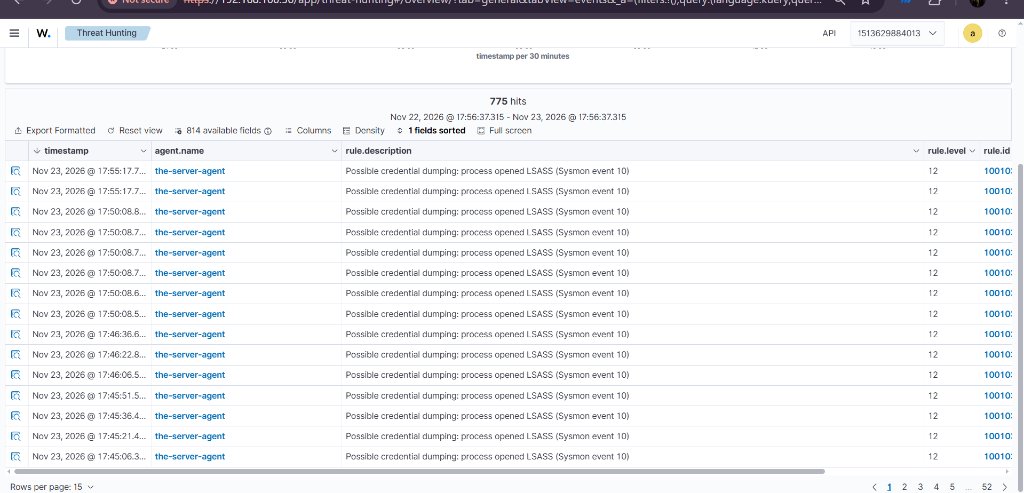 Not secure
W.
Threat Hunting
API
1513629884013
a
timestamp per 30 minutes
775 hits
Nov 22, 2026 @ 17:56:37.315 - Nov 23, 2026 @ 17:56:37.315
Export Formatted Reset view 814 available fields Columns Density 1 fields sorted Full screen
timestamp agent.name rule.description rule.level rule.id
Nov 23, 2026 @ 17:55:17.7... the-server-agent Possible credential dumping: process opened LSASS (Sysmon event 10) 12 10010
Nov 23, 2026 @ 17:55:17.7... the-server-agent Possible credential dumping: process opened LSASS (Sysmon event 10) 12 10010
Nov 23, 2026 @ 17:50:08.8... the-server-agent Possible credential dumping: process opened LSASS (Sysmon event 10) 12 10010
Nov 23, 2026 @ 17:50:08.7... the-server-agent Possible credential dumping: process opened LSASS (Sysmon event 10) 12 10010
Nov 23, 2026 @ 17:50:08.7... the-server-agent Possible credential dumping: process opened LSASS (Sysmon event 10) 12 10010
Nov 23, 2026 @ 17:50:08.7... the-server-agent Possible credential dumping: process opened LSASS (Sysmon event 10) 12 10010
Nov 23, 2026 @ 17:50:08.6... the-server-agent Possible credential dumping: process opened LSASS (Sysmon event 10) 12 10010
Nov 23, 2026 @ 17:50:08.5... the-server-agent Possible credential dumping: process opened LSASS (Sysmon event 10) 12 10010
Nov 23, 2026 @ 17:46:36.6... the-server-agent Possible credential dumping: process opened LSASS (Sysmon event 10) 12 10010
Nov 23, 2026 @ 17:46:22.8... the-server-agent Possible credential dumping: process opened LSASS (Sysmon event 10) 12 10010
Nov 23, 2026 @ 17:46:06.5... the-server-agent Possible credential dumping: process opened LSASS (Sysmon event 10) 12 10010
Nov 23, 2026 @ 17:45:51.5... the-server-agent Possible credential dumping: process opened LSASS (Sysmon event 10) 12 10010
Nov 23, 2026 @ 17:45:36.4... the-server-agent Possible credential dumping: process opened LSASS (Sysmon event 10) 12 10010
Nov 23, 2026 @ 17:45:21.4... the-server-agent Possible credential dumping: process opened LSASS (Sysmon event 10) 12 10010
Nov 23, 2026 @ 17:45:06.3... the-server-agent Possible credential dumping: process opened LSASS (Sysmon event 10) 12 10010
Rows per page: 15 1 2 3 4 5 ... 52